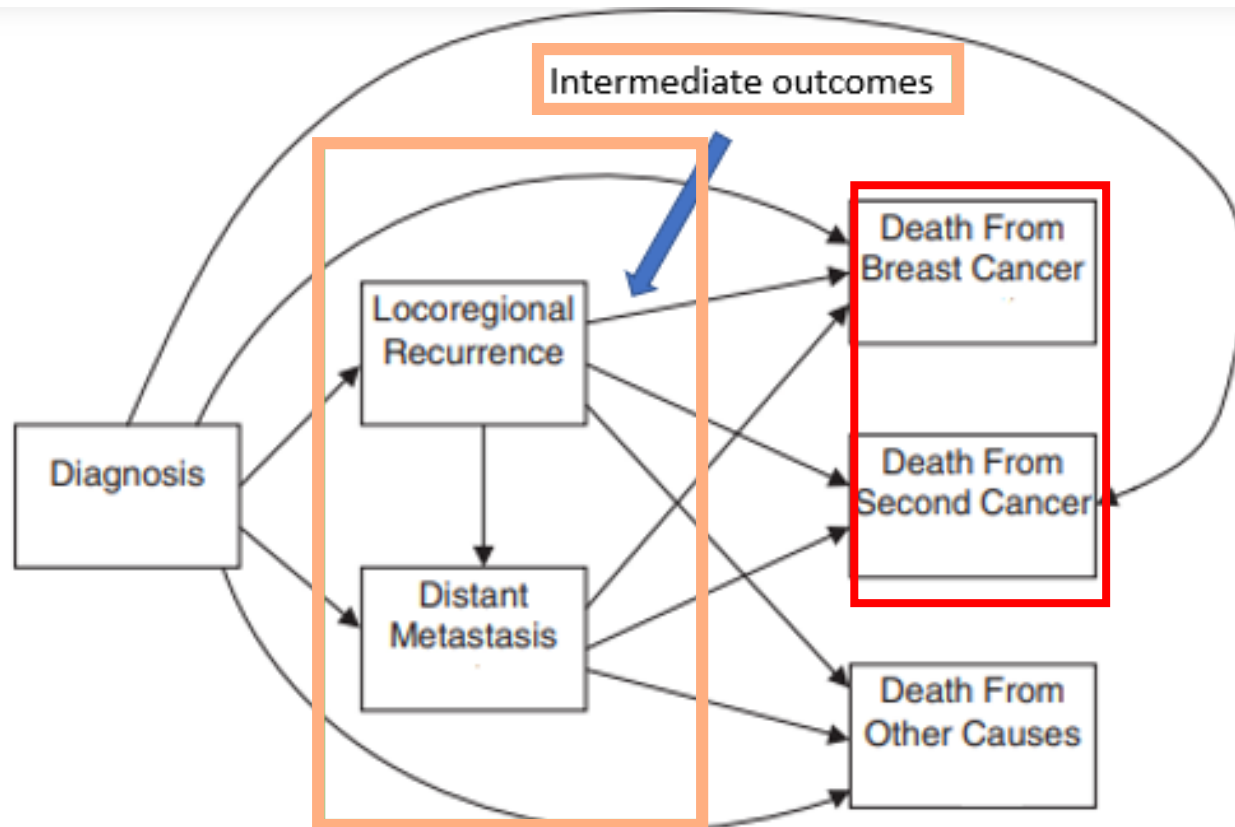 Intermediate outcomes
Death From
Breast Cancer
Locoregional
Recurrence
Diagnosis
Death From
Second Cancer
Distant
Metastasis
Death From
Other Causes